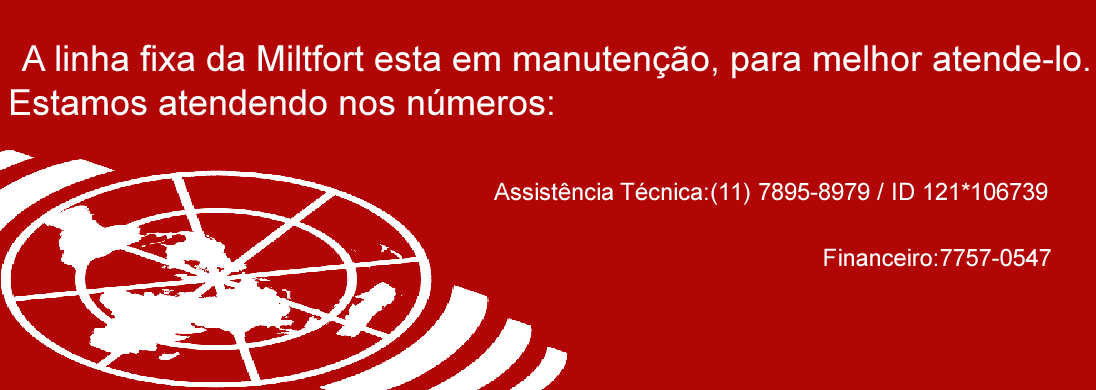 A linha fixa da Miltfort esta em manutenção, para melhor atende-lo.
Estamos atendendo nos números:
Assistência Técnica:(11) 7895-8979 / ID 121*106739
Financeiro:7757-0547